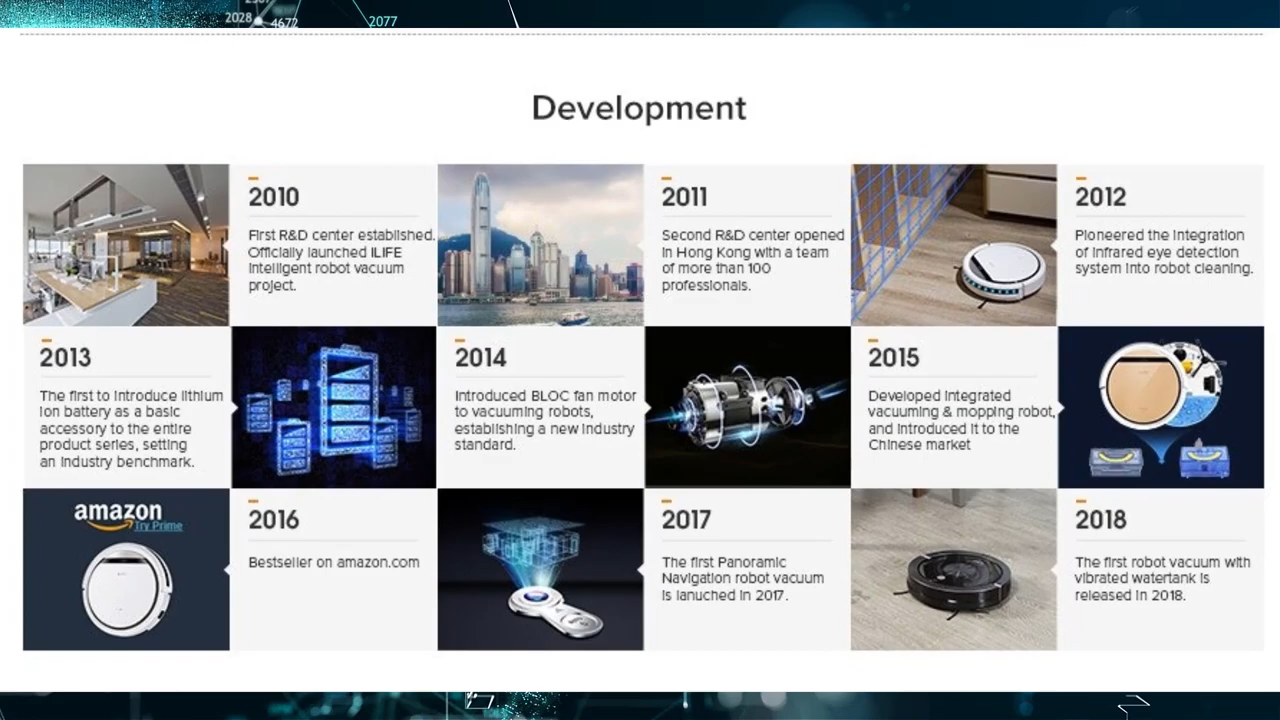 2028
4672
2077
Development
2010
First R&D center established.
Officially launched ILIFE
intelligent robot vacuum
project.
2011
Second R&D center opened
in Hong Kong with a team
of more than 100
professionals.
2012
Pioneered the integration
of infrared eye detection
system into robot cleaning.
2013
The first to introduce lithium
ion battery as a basic
accessory to the entire
product series, setting
an industry benchmark.
2014
Introduced BLOC fan motor
to vacuuming robots,
establishing a new industry
standard.
2015
Developed integrated
vacuuming & mopping robot,
and introduced it to the
Chinese market
amazon
Try Prime
2016
Bestseller on amazon.com
2017
The first Panoramic
Navigation robot vacuum
is lanuched in 2017.
2018
The first robot vacuum with
vibrated watertank is
released in 2018.